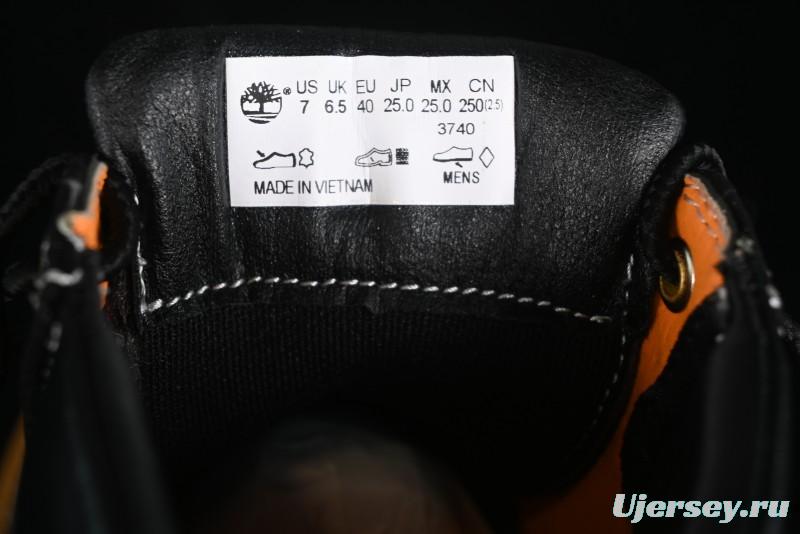 ® US UK EU JP MX CN
7 6.5 40 25.0 25.0 250(2.5)
3740
MADE IN VIETNAM MENS
Ujersey.ru